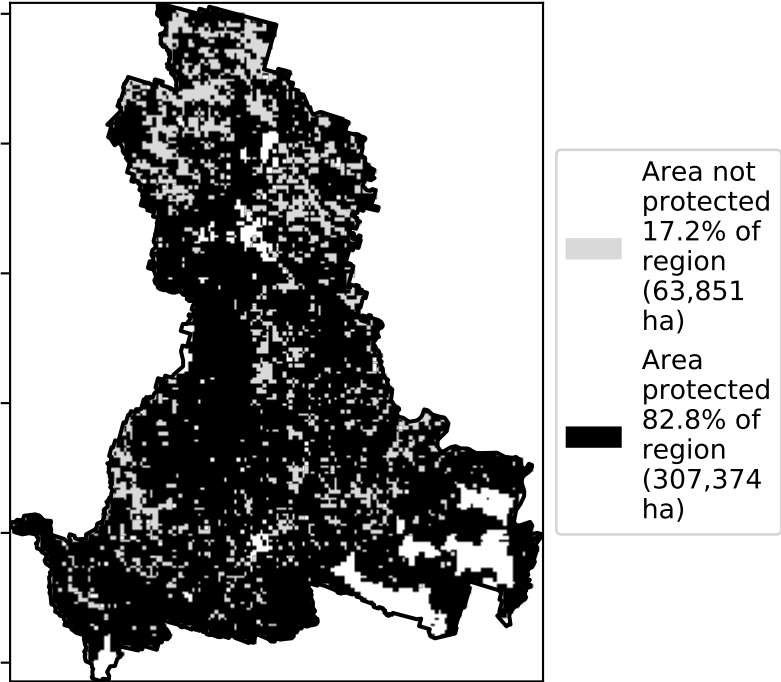 Area not
protected
17.2% of
region
(63,851
ha)
Area
protected
82.8% of
region
(307,374
ha)